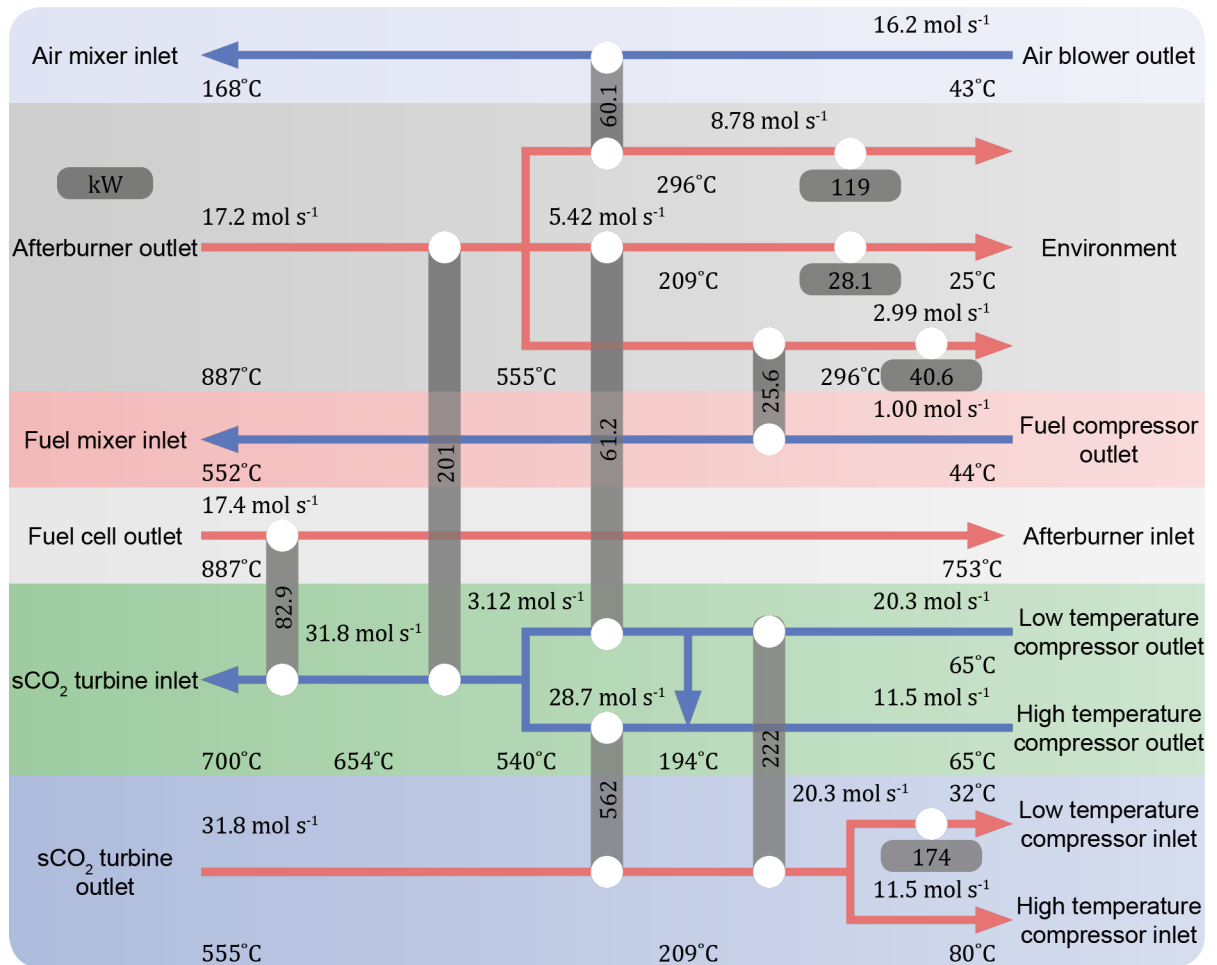 16.2 mol s⁻¹
Air mixer inlet
Air blower outlet
168°C
43°C
60.1
8.78 mol s⁻¹
kW
296°C
119
17.2 mol s⁻¹
5.42 mol s⁻¹
Afterburner outlet
Environment
209°C
28.1
25°C
2.99 mol s⁻¹
887°C
555°C
25.6
296°C
40.6
1.00 mol s⁻¹
Fuel mixer inlet
201
61.2
Fuel compressor
outlet
552°C
44°C
17.4 mol s⁻¹
Fuel cell outlet
Afterburner inlet
887°C
753°C
82.9
3.12 mol s⁻¹
20.3 mol s⁻¹
31.8 mol s⁻¹
Low temperature
compressor outlet
65°C
sCO₂ turbine inlet
28.7 mol s⁻¹
11.5 mol s⁻¹
High temperature
compressor outlet
700°C
654°C
540°C
194°C
222
65°C
562
20.3 mol s⁻¹
32°C
31.8 mol s⁻¹
Low temperature
compressor inlet
sCO₂ turbine
outlet
174
11.5 mol s⁻¹
High temperature
compressor inlet
555°C
209°C
80°C